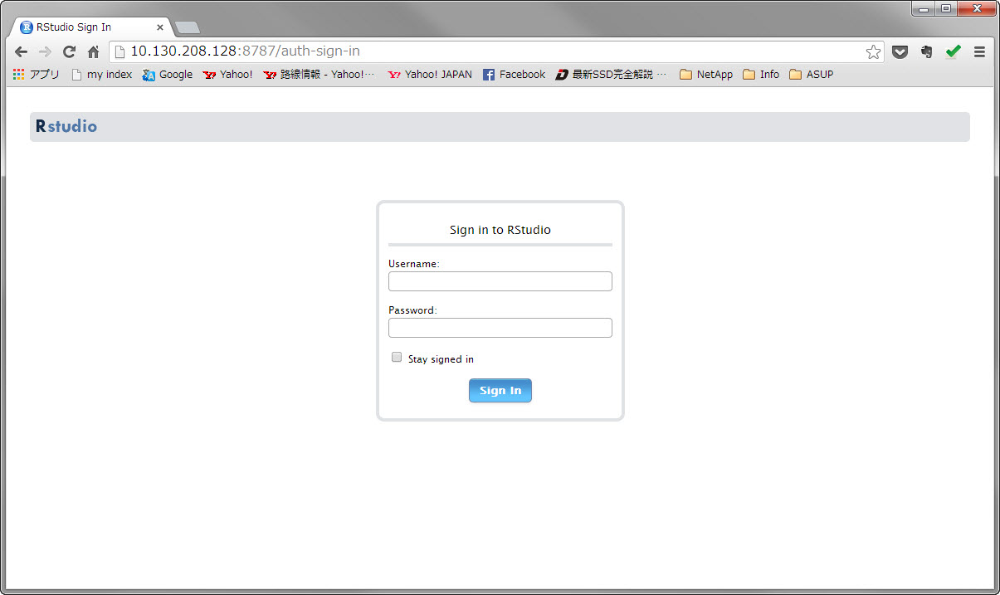 RStudio Sign In
10.130.208.128:8787/auth-sign-in
アプリ my index Google Yahoo! 路線情報 - Yahoo!… Yahoo! JAPAN Facebook 最新SSD完全解説 … NetApp Info ASUP
Rstudio
Sign in to RStudio
Username:
Password:
Stay signed in
Sign In